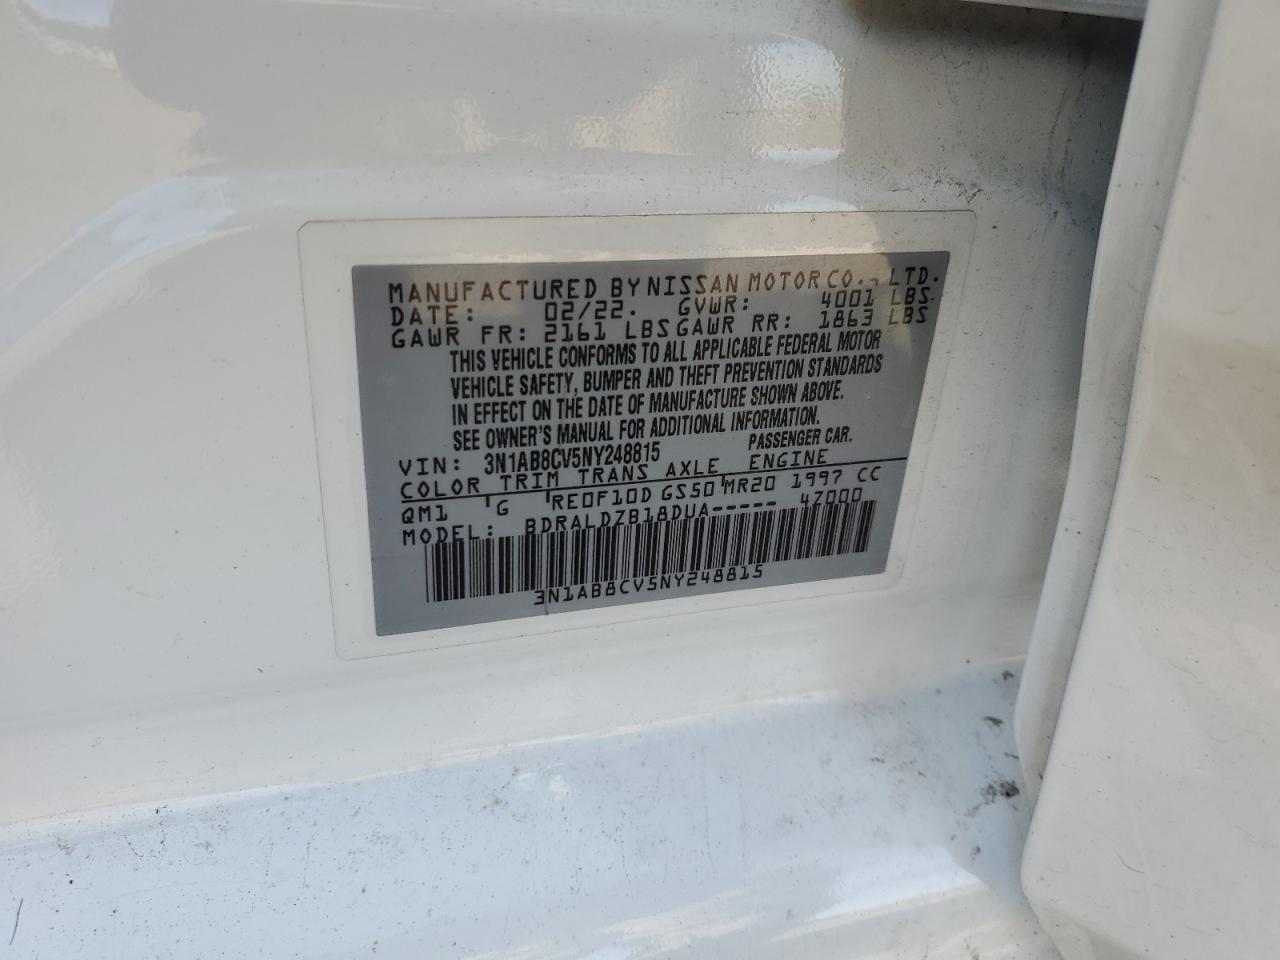 MANUFACTURED BY NISSAN MOTOR CO., LTD.
DATE: 02/22. GVWR: 4001 LBS
GAWR FR: 2161 LBS GAWR RR: 1863 LBS
THIS VEHICLE CONFORMS TO ALL APPLICABLE FEDERAL MOTOR
VEHICLE SAFETY, BUMPER AND THEFT PREVENTION STANDARDS
IN EFFECT ON THE DATE OF MANUFACTURE SHOWN ABOVE.
SEE OWNER'S MANUAL FOR ADDITIONAL INFORMATION.
VIN: 3N1AB8CV5NY248815 PASSENGER CAR.
COLOR TRIM TRANS AXLE ENGINE
QM1 G RE0F10D GS50 MR20 1997 CC
MODEL: BDRALDZB18DUA----- 4Z000
3N1AB8CV5NY248815